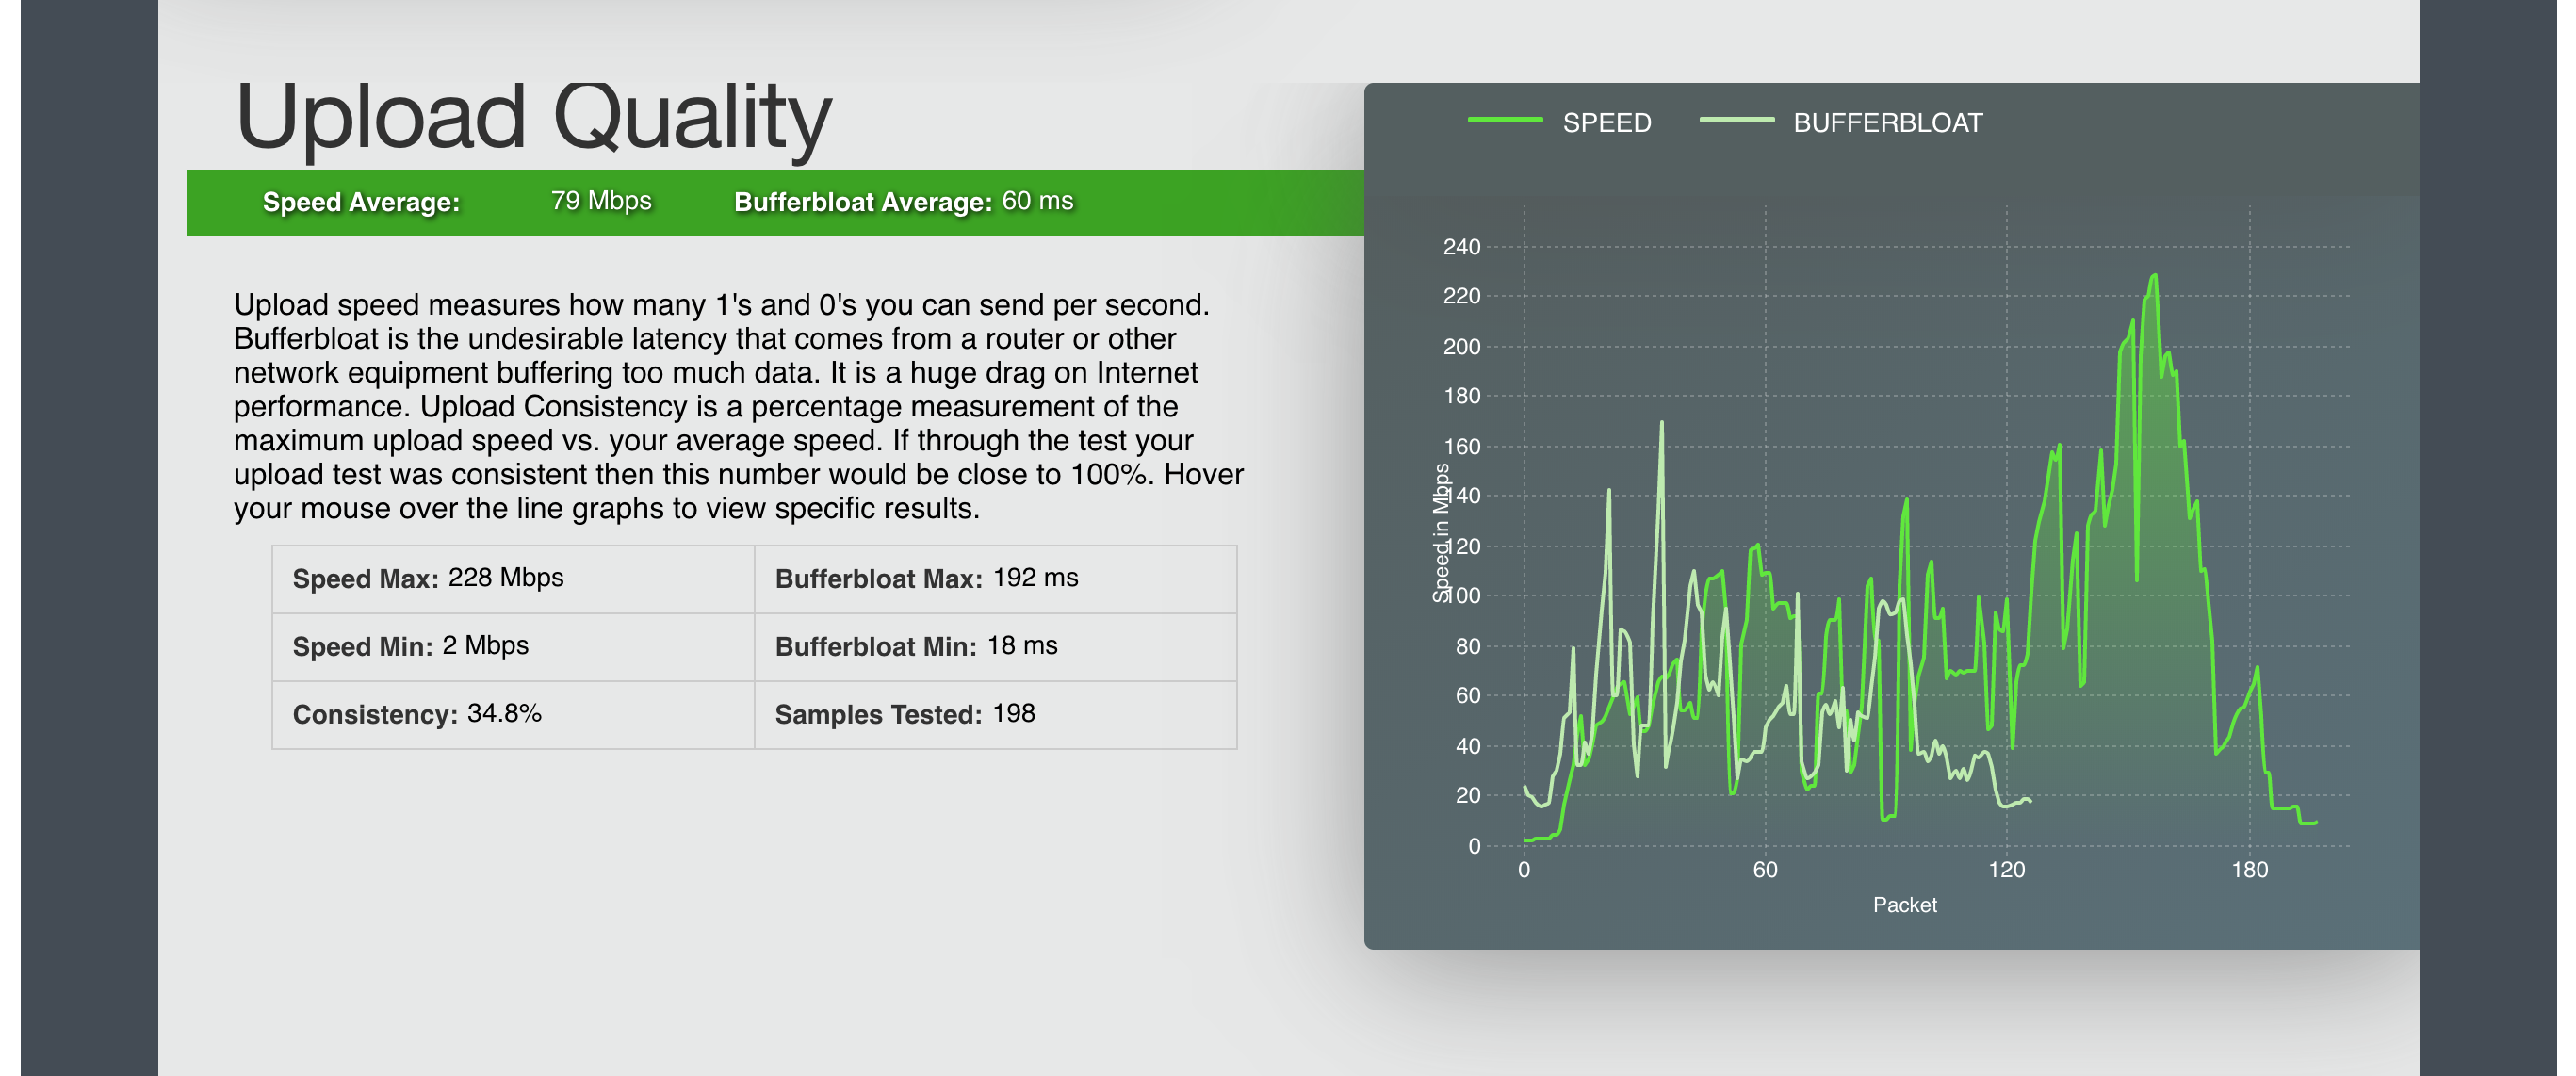 Upload Quality
Speed Average: 79 Mbps Bufferbloat Average: 60 ms
Upload speed measures how many 1's and 0's you can send per second.
Bufferbloat is the undesirable latency that comes from a router or other
network equipment buffering too much data. It is a huge drag on Internet
performance. Upload Consistency is a percentage measurement of the
maximum upload speed vs. your average speed. If through the test your
upload test was consistent then this number would be close to 100%. Hover
your mouse over the line graphs to view specific results.
Speed Max: 228 Mbps Bufferbloat Max: 192 ms
Speed Min: 2 Mbps Bufferbloat Min: 18 ms
Consistency: 34.8% Samples Tested: 198
SPEED BUFFERBLOAT
Speed in Mbps
240
220
200
180
160
140
120
100
80
60
40
20
0
0 60 120 180
Packet